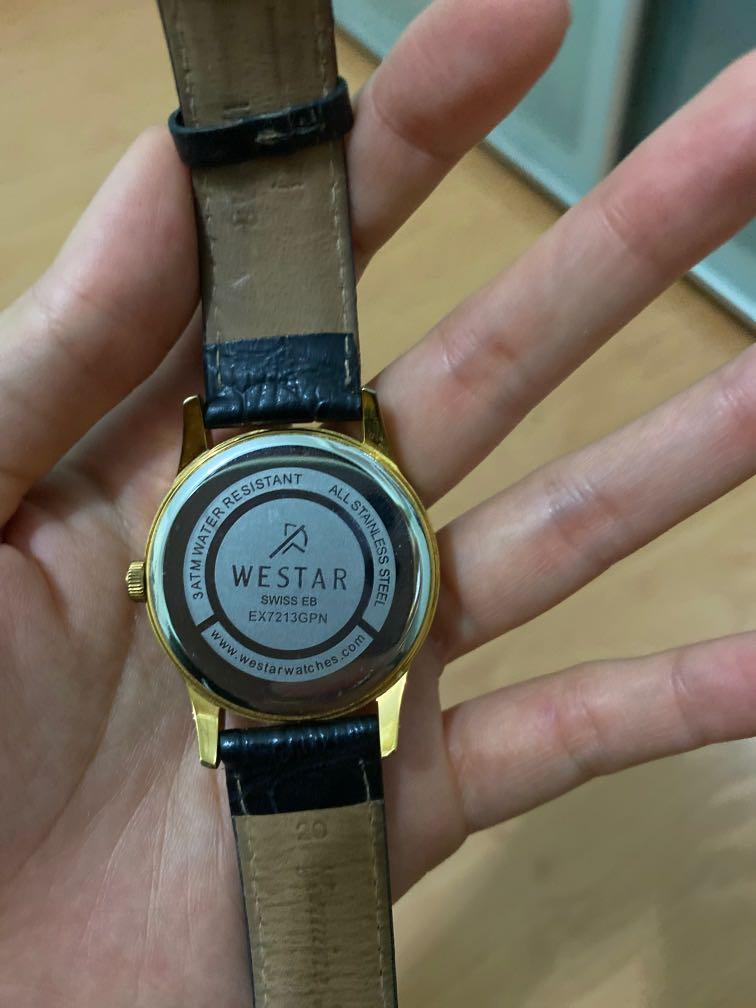 3ATM WATER RESISTANT
ALL STAINLESS STEEL
WESTAR
SWISS EB
EX7213GPN
www.westarwatches.com
20